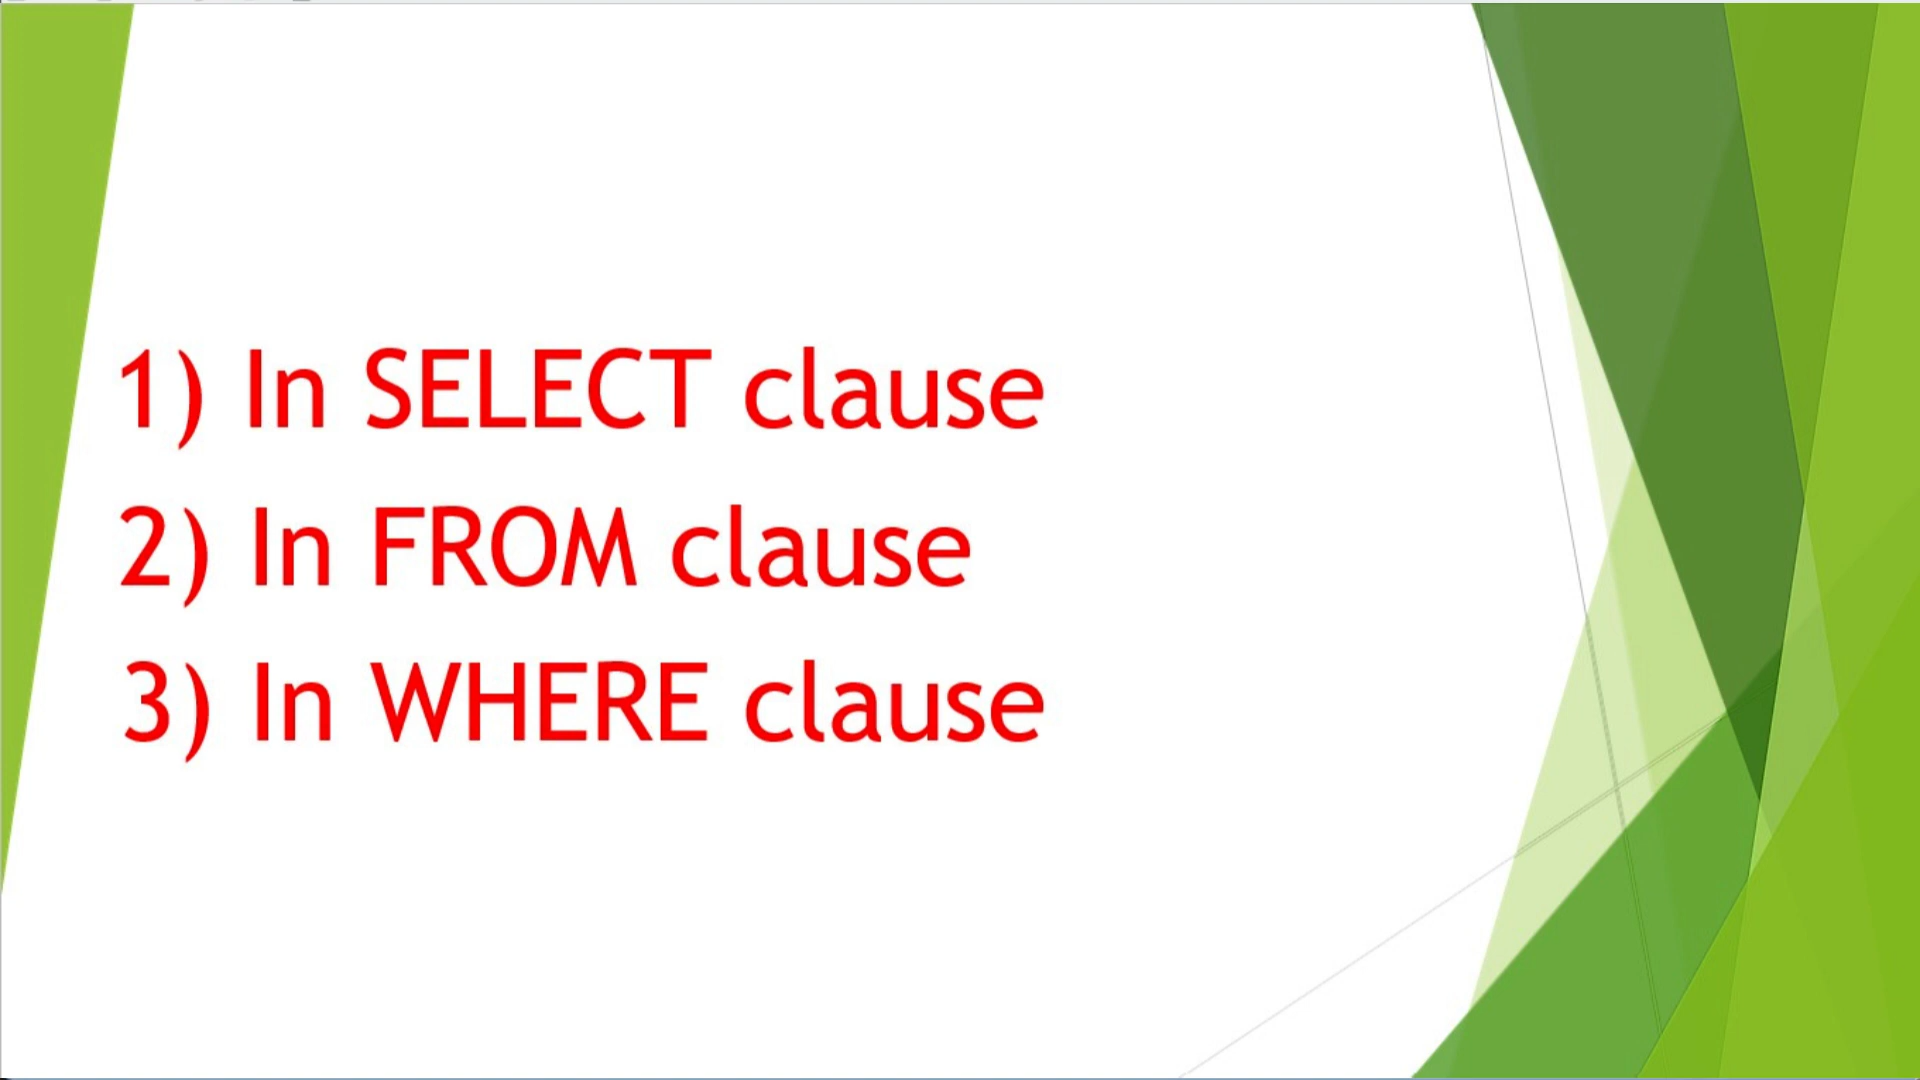 1) In SELECT clause
2) In FROM clause
3) In WHERE clause